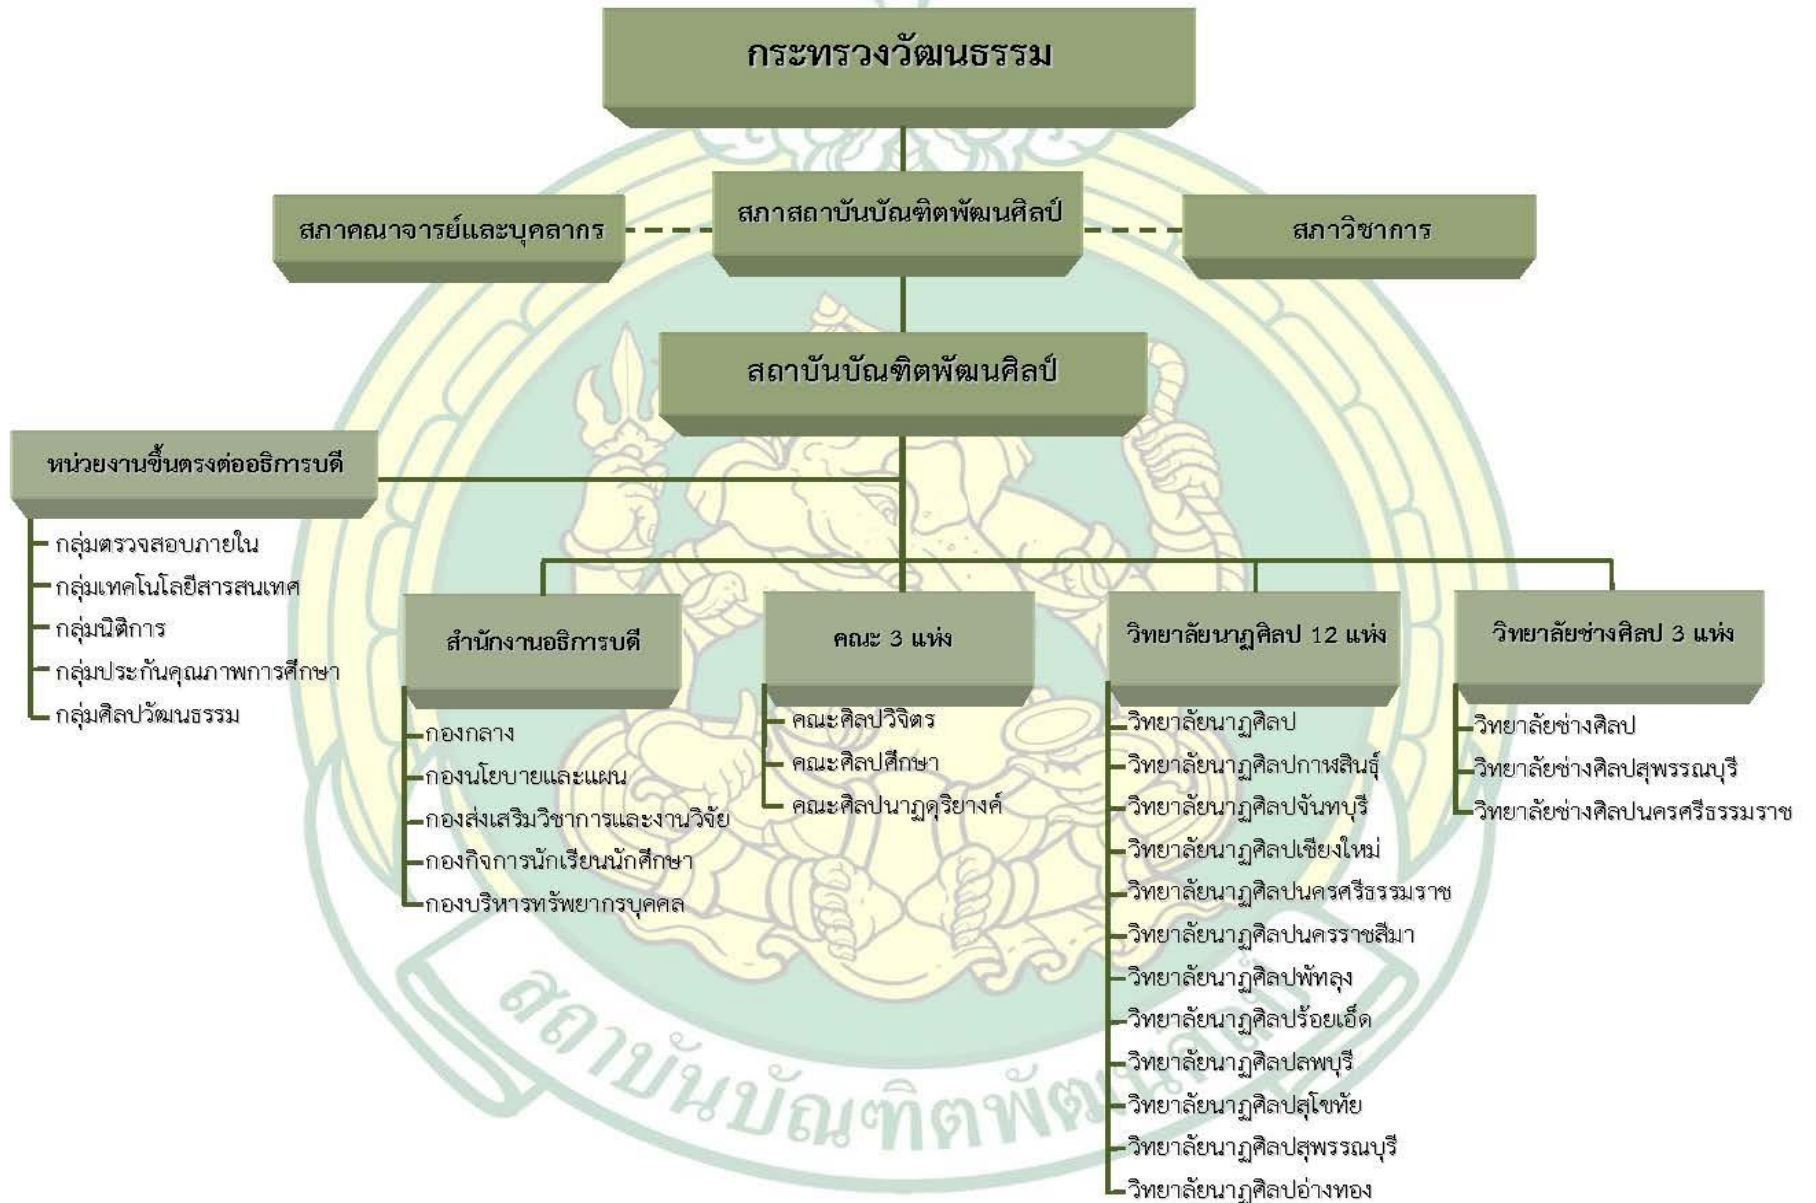 กระทรวงวัฒนธรรม
สภาคณาจารย์และบุคลากร
สภาสถาบันบัณฑิตพัฒนศิลป์
สภาวิชาการ
สถาบันบัณฑิตพัฒนศิลป์
หน่วยงานขึ้นตรงต่ออธิการบดี
กลุ่มตรวจสอบภายใน
กลุ่มเทคโนโลยีสารสนเทศ
กลุ่มนิติการ
กลุ่มประกันคุณภาพการศึกษา
กลุ่มศิลปวัฒนธรรม
สำนักงานอธิการบดี
กองกลาง
กองนโยบายและแผน
กองส่งเสริมวิชาการและงานวิจัย
กองกิจการนักเรียนนักศึกษา
กองบริหารทรัพยากรบุคคล
คณะ 3 แห่ง
คณะศิลปวิจิตร
คณะศิลปศึกษา
คณะศิลปนาฏดุริยางค์
วิทยาลัยนาฏศิลป 12 แห่ง
วิทยาลัยนาฏศิลป
วิทยาลัยนาฏศิลปกาฬสินธุ์
วิทยาลัยนาฏศิลปจันทบุรี
วิทยาลัยนาฏศิลปเชียงใหม่
วิทยาลัยนาฏศิลปนครศรีธรรมราช
วิทยาลัยนาฏศิลปนครราชสีมา
วิทยาลัยนาฏศิลปพัทลุง
วิทยาลัยนาฏศิลปร้อยเอ็ด
วิทยาลัยนาฏศิลปลพบุรี
วิทยาลัยนาฏศิลปสุโขทัย
วิทยาลัยนาฏศิลปสุพรรณบุรี
วิทยาลัยนาฏศิลปอ่างทอง
วิทยาลัยช่างศิลป 3 แห่ง
วิทยาลัยช่างศิลป
วิทยาลัยช่างศิลปสุพรรณบุรี
วิทยาลัยช่างศิลปนครศรีธรรมราช
สถาบันบัณฑิตพัฒนศิลป์